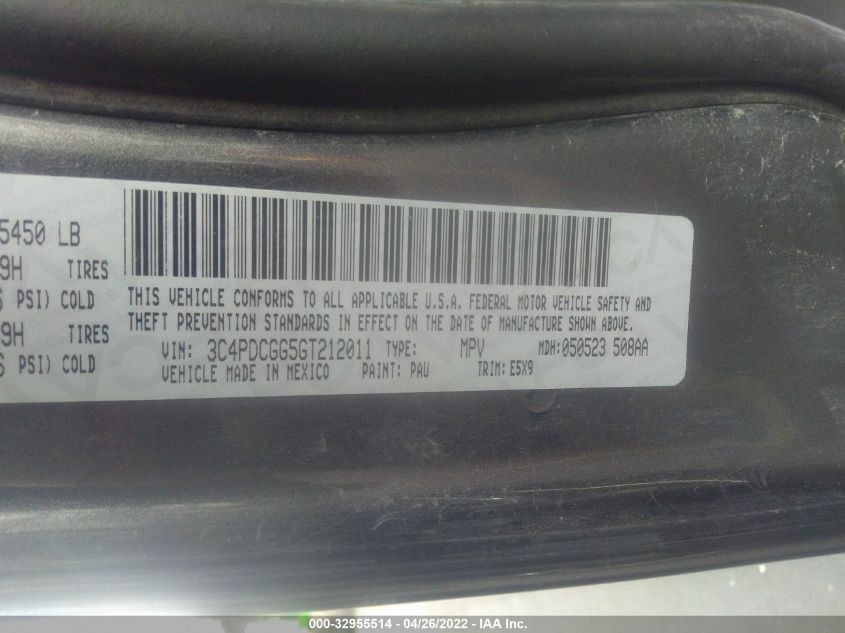 5450 LB
9H TIRES
PSI) COLD
9H TIRES
PSI) COLD
THIS VEHICLE CONFORMS TO ALL APPLICABLE U.S.A. FEDERAL MOTOR VEHICLE SAFETY AND
THEFT PREVENTION STANDARDS IN EFFECT ON THE DATE OF MANUFACTURE SHOWN ABOVE.
VIN: 3C4PDCGG5GT212011 TYPE: MPV MDH:050523 508AA
VEHICLE MADE IN MEXICO PAINT: PAU TRIM: E5X9
000-32955514 - 04/26/2022 - IAA Inc.